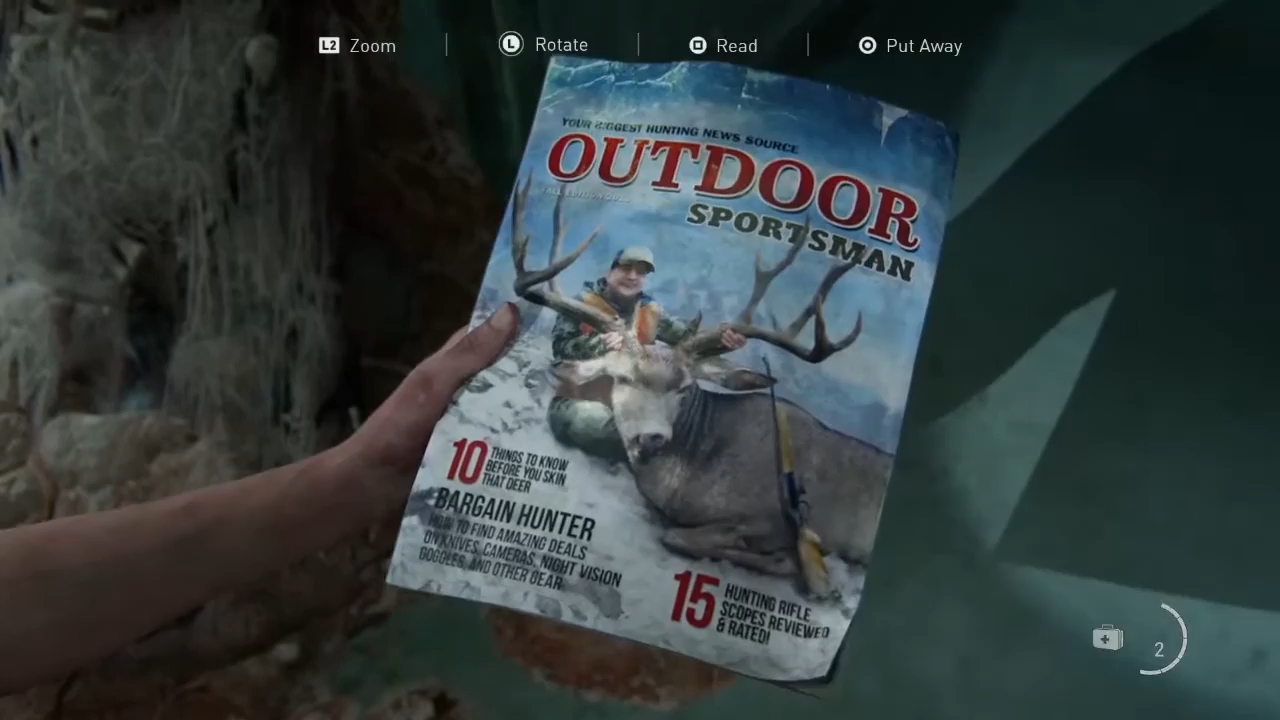 L2 Zoom
L Rotate
Read
Put Away
YOUR BIGGEST HUNTING NEWS SOURCE
OUTDOOR
SPORTSMAN
10 THINGS TO KNOW
BEFORE YOU SKIN
THAT DEER
BARGAIN HUNTER
HOW TO FIND AMAZING DEALS
ON KNIVES, CAMERAS, NIGHT VISION
GOGGLES, AND OTHER GEAR
15 HUNTING RIFLE
SCOPES REVIEWED
& RATED!
2